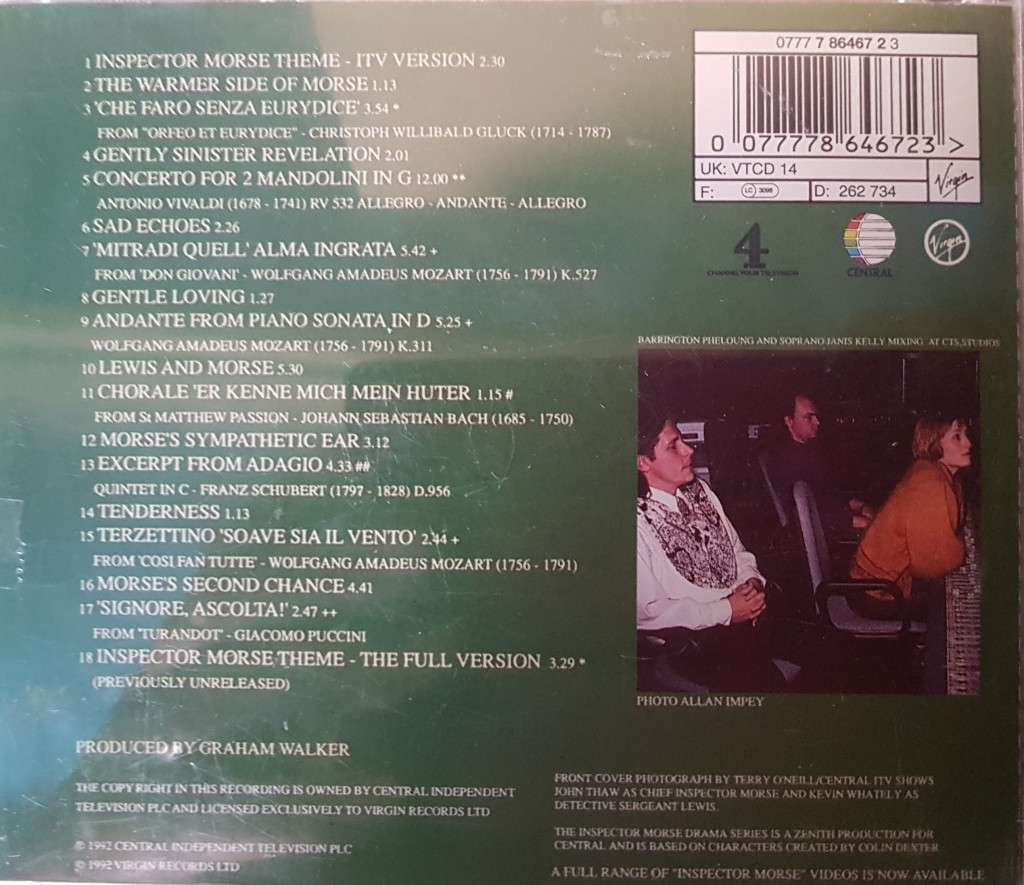 1 INSPECTOR MORSE THEME - ITV VERSION 2.30
2 THE WARMER SIDE OF MORSE 1.13
3 'CHE FARO SENZA EURYDICE' 3.54 *
FROM "ORFEO ET EURYDICE" - CHRISTOPH WILLIBALD GLUCK (1714 - 1787)
4 GENTLY SINISTER REVELATION 2.01
5 CONCERTO FOR 2 MANDOLINI IN G 12.00 **
ANTONIO VIVALDI (1678 - 1741) RV 532 ALLEGRO - ANDANTE - ALLEGRO
6 SAD ECHOES 2.26
7 'MITRADI QUELL' ALMA INGRATA 5.42 +
FROM 'DON GIOVANI' - WOLFGANG AMADEUS MOZART (1756 - 1791) K.527
8 GENTLE LOVING 1.27
9 ANDANTE FROM PIANO SONATA IN D 5.25 +
WOLFGANG AMADEUS MOZART (1756 - 1791) K.311
10 LEWIS AND MORSE 5.30
11 CHORALE 'ER KENNE MICH MEIN HUTER 1.15 #
FROM St MATTHEW PASSION - JOHANN SEBASTIAN BACH (1685 - 1750)
12 MORSE'S SYMPATHETIC EAR 3.12
13 EXCERPT FROM ADAGIO 4.33 ##
QUINTET IN C - FRANZ SCHUBERT (1797 - 1828) D.956
14 TENDERNESS 1.13
15 TERZETTINO 'SOAVE SIA IL VENTO' 2.44 +
FROM 'COSI FAN TUTTE' - WOLFGANG AMADEUS MOZART (1756 - 1791)
16 MORSE'S SECOND CHANCE 4.41
17 'SIGNORE, ASCOLTA!' 2.47 ++
FROM 'TURANDOT' - GIACOMO PUCCINI
18 INSPECTOR MORSE THEME - THE FULL VERSION 3.29 *
(PREVIOUSLY UNRELEASED)
PRODUCED BY GRAHAM WALKER
THE COPYRIGHT IN THIS RECORDING IS OWNED BY CENTRAL INDEPENDENT
TELEVISION PLC AND LICENSED EXCLUSIVELY TO VIRGIN RECORDS LTD
℗ 1992 CENTRAL INDEPENDENT TELEVISION PLC
© 1992 VIRGIN RECORDS LTD
0777 7 86467 2 3
0 077778 646723 >
UK: VTCD 14
F: LC 3098 D: 262 734
Virgin
4
CHANNEL FOUR TELEVISION
CENTRAL
Virgin
BARRINGTON PHELOUNG AND SOPRANO JANIS KELLY MIXING AT CTS STUDIOS
PHOTO ALLAN IMPEY
FRONT COVER PHOTOGRAPH BY TERRY O'NEILL/CENTRAL ITV SHOWS
JOHN THAW AS CHIEF INSPECTOR MORSE AND KEVIN WHATELY AS
DETECTIVE SERGEANT LEWIS.
THE INSPECTOR MORSE DRAMA SERIES IS A ZENITH PRODUCTION FOR
CENTRAL AND IS BASED ON CHARACTERS CREATED BY COLIN DEXTER
A FULL RANGE OF "INSPECTOR MORSE" VIDEOS IS NOW AVAILABLE